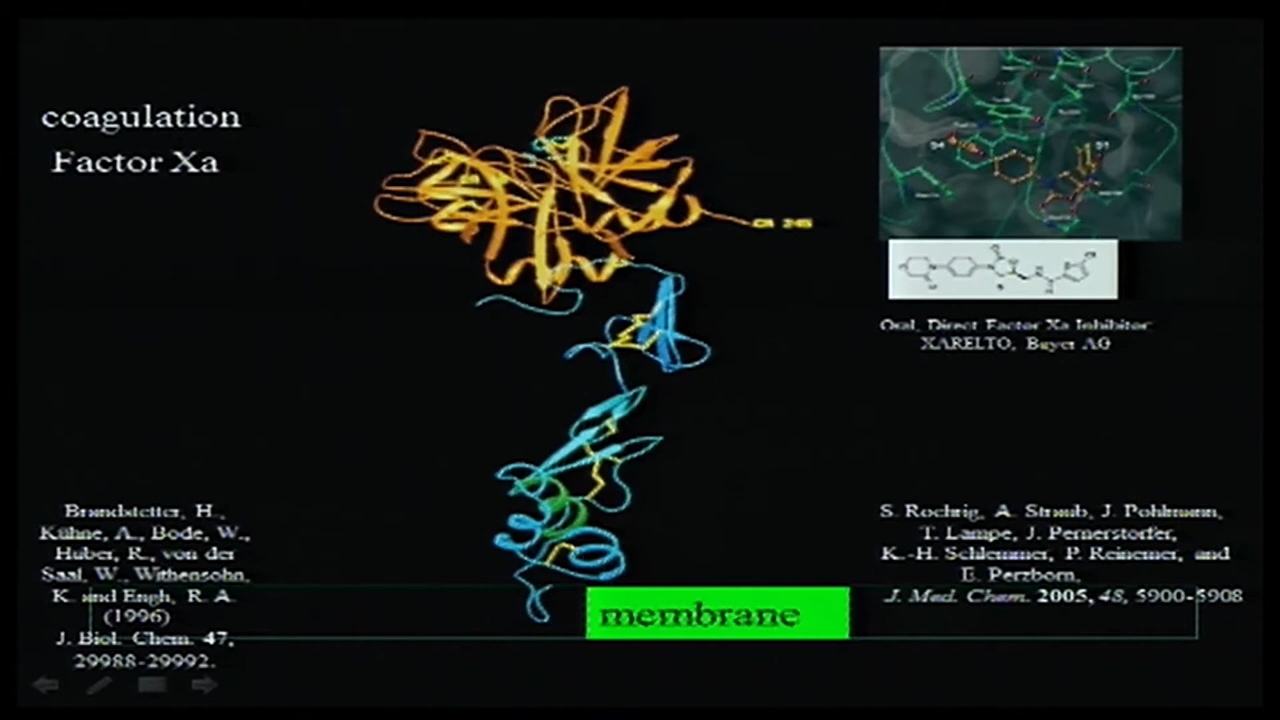 coagulation
Factor Xa
Oral, Direct Factor Xa Inhibitor
XARELTO, Bayer AG
Brandstetter, H.,
Kühne, A., Bode, W.,
Huber, R., von der
Saal, W., Withensohn,
K. and Engh, R. A.
(1996)
J. Biol. Chem. 47,
29988-29992.
S. Roehrig, A. Straub, J. Pohlmann,
T. Lampe, J. Pernerstorfer,
K.-H. Schlemmer, P. Reinemer, and
E. Perzborn,
J. Med. Chem. 2005, 48, 5900-5908
membrane